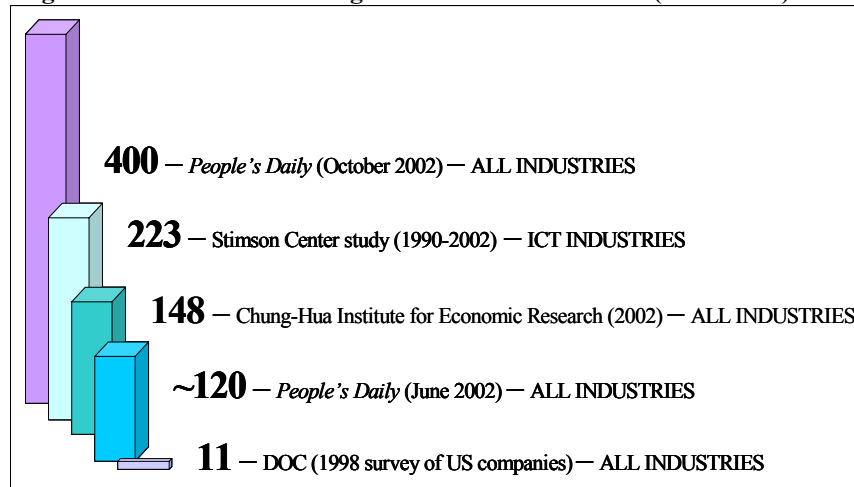 400 — People's Daily (October 2002) — ALL INDUSTRIES
223 — Stimson Center study (1990-2002) — ICT INDUSTRIES
148 — Chung-Hua Institute for Economic Research (2002) — ALL INDUSTRIES
~120 — People's Daily (June 2002) — ALL INDUSTRIES
11 — DOC (1998 survey of US companies) — ALL INDUSTRIES